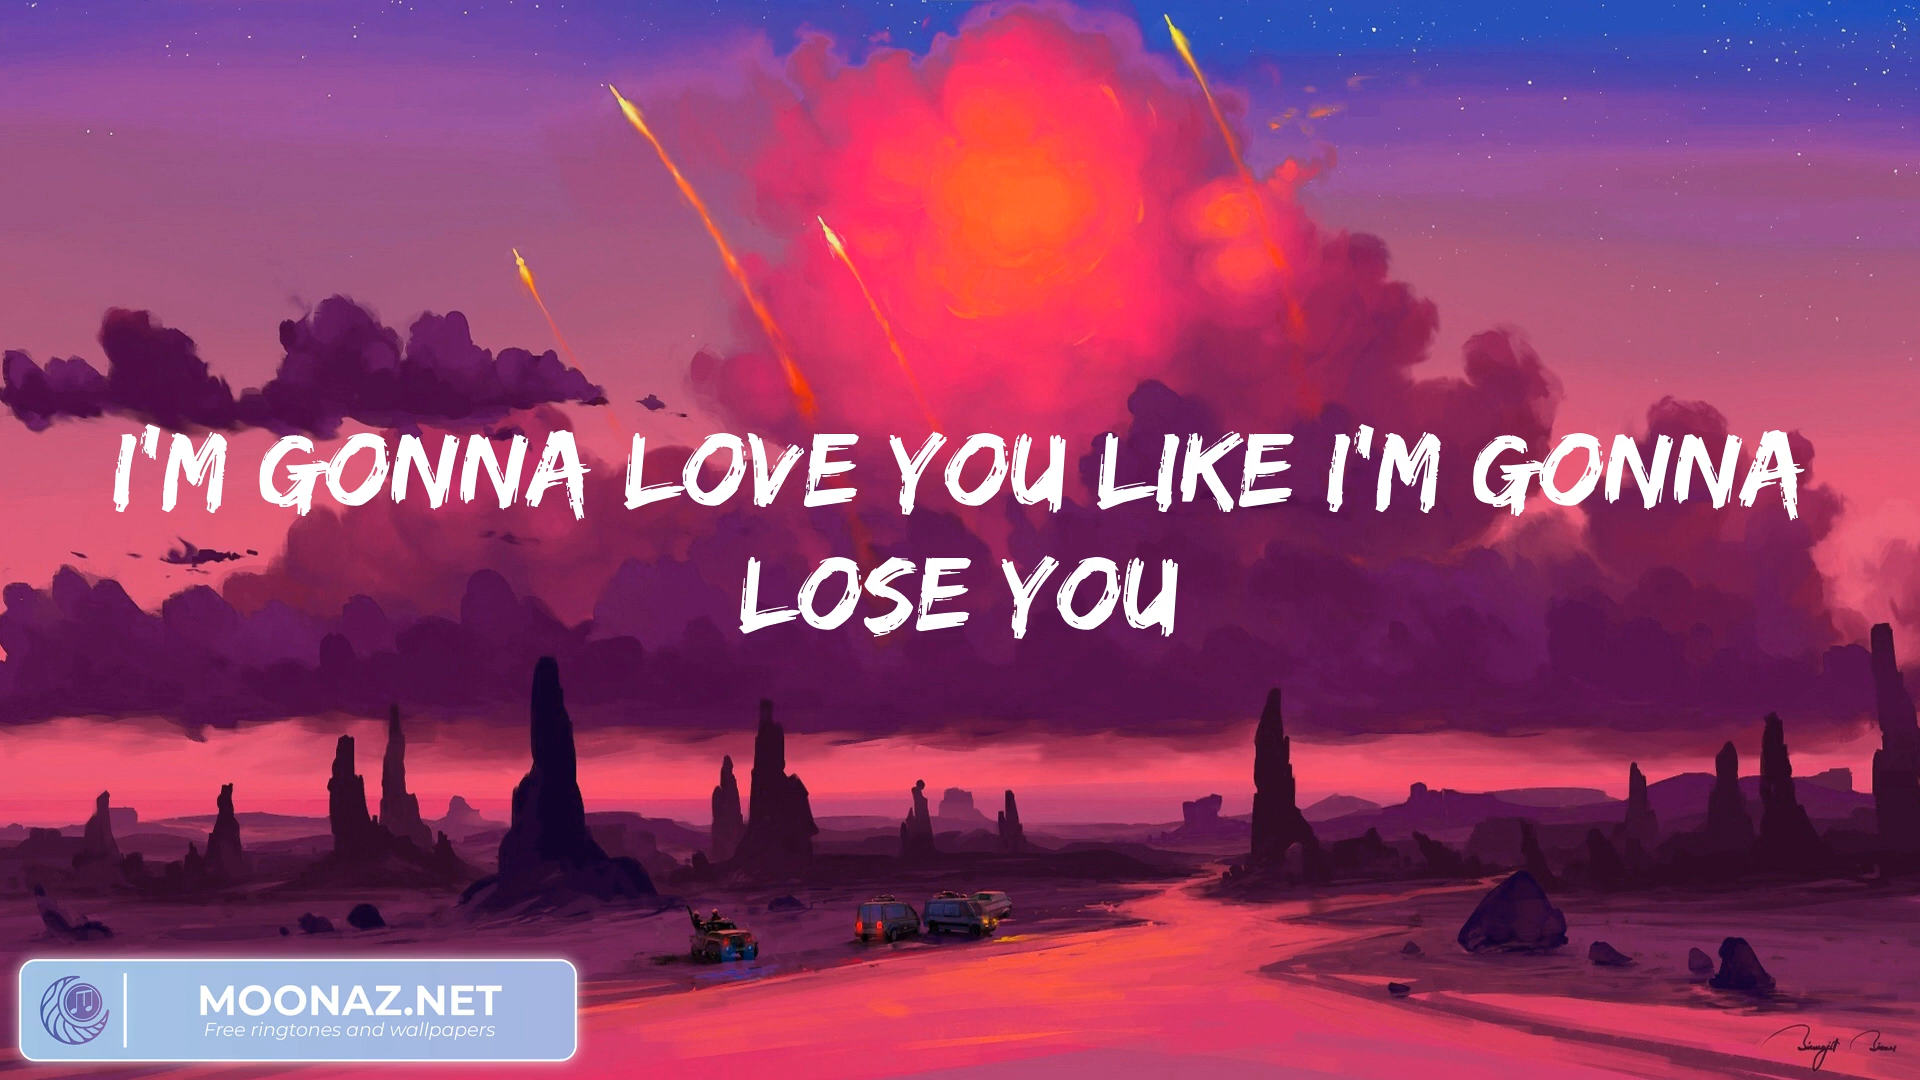 I'M GONNA LOVE YOU LIKE I'M GONNA
LOSE YOU
MOONAZ.NET
Free ringtones and wallpapers